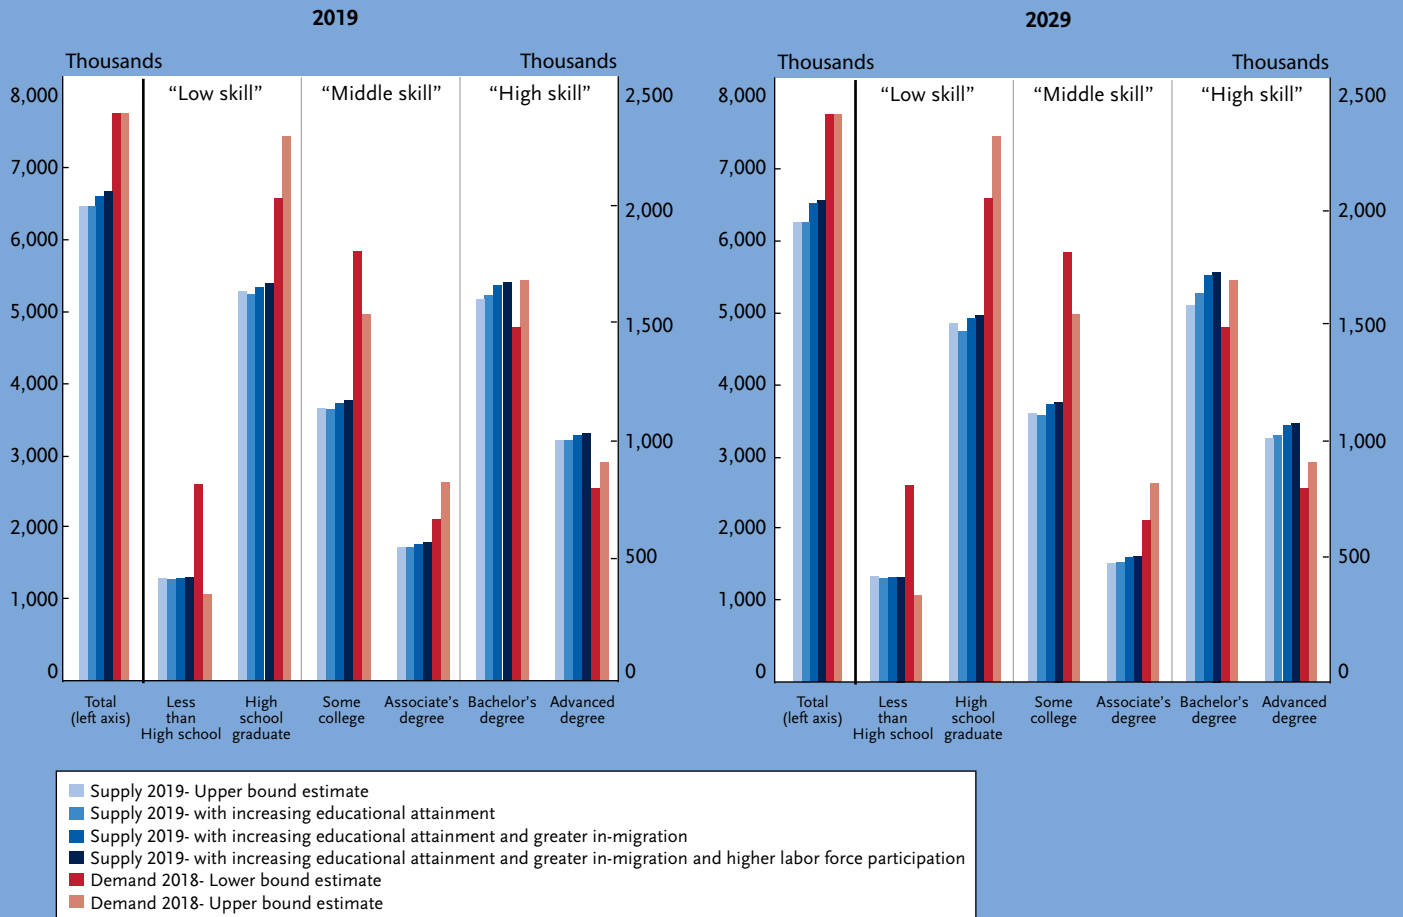 2019
Thousands
Thousands
“Low skill”
“Middle skill”
“High skill”
8,000
7,000
6,000
5,000
4,000
3,000
2,000
1,000
0
2,500
2,000
1,500
1,000
500
0
Total
(left axis)
Less
than
High school
High
school
graduate
Some
college
Associate's
degree
Bachelor's
degree
Advanced
degree
2029
Thousands
Thousands
“Low skill”
“Middle skill”
“High skill”
8,000
7,000
6,000
5,000
4,000
3,000
2,000
1,000
0
2,500
2,000
1,500
1,000
500
0
Total
(left axis)
Less
than
High school
High
school
graduate
Some
college
Associate's
degree
Bachelor's
degree
Advanced
degree
Supply 2019- Upper bound estimate
Supply 2019- with increasing educational attainment
Supply 2019- with increasing educational attainment and greater in-migration
Supply 2019- with increasing educational attainment and greater in-migration and higher labor force participation
Demand 2018- Lower bound estimate
Demand 2018- Upper bound estimate